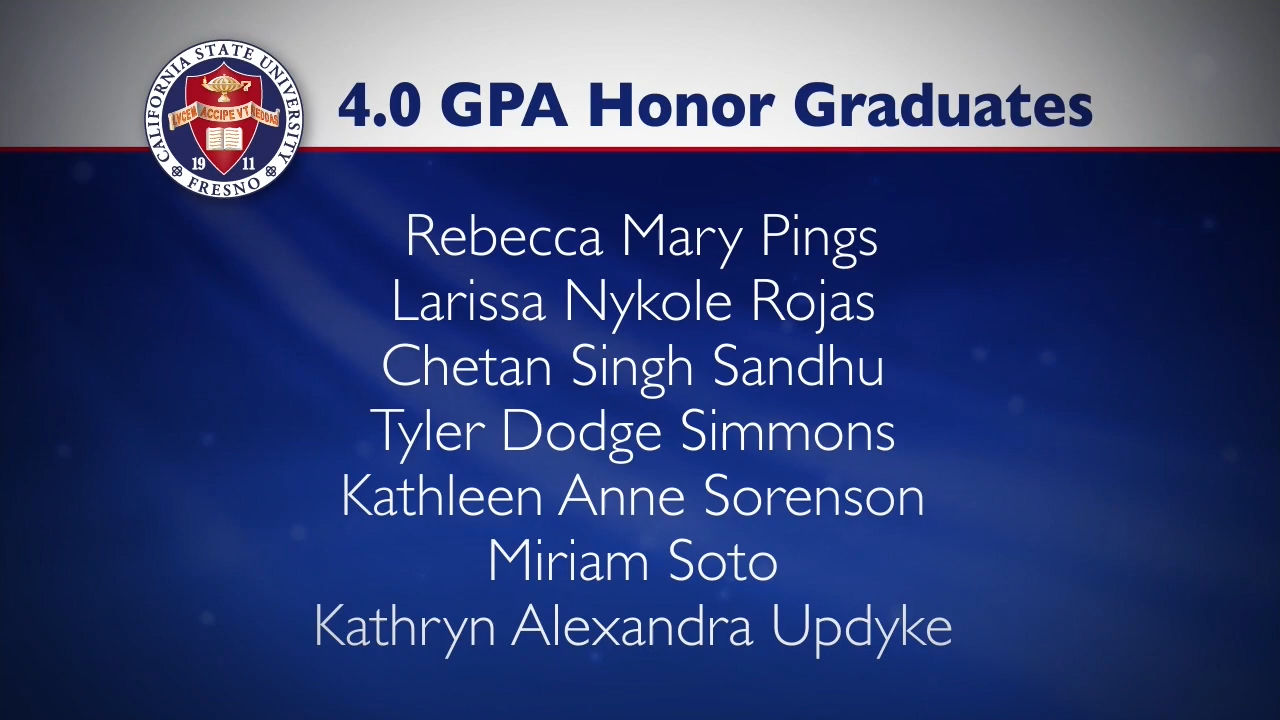 CALIFORNIA STATE UNIVERSITY
LVCEM ACCIPE VT REDDAS
19 11
FRESNO
4.0 GPA Honor Graduates
Rebecca Mary Pings
Larissa Nykole Rojas
Chetan Singh Sandhu
Tyler Dodge Simmons
Kathleen Anne Sorenson
Miriam Soto
Kathryn Alexandra Updyke